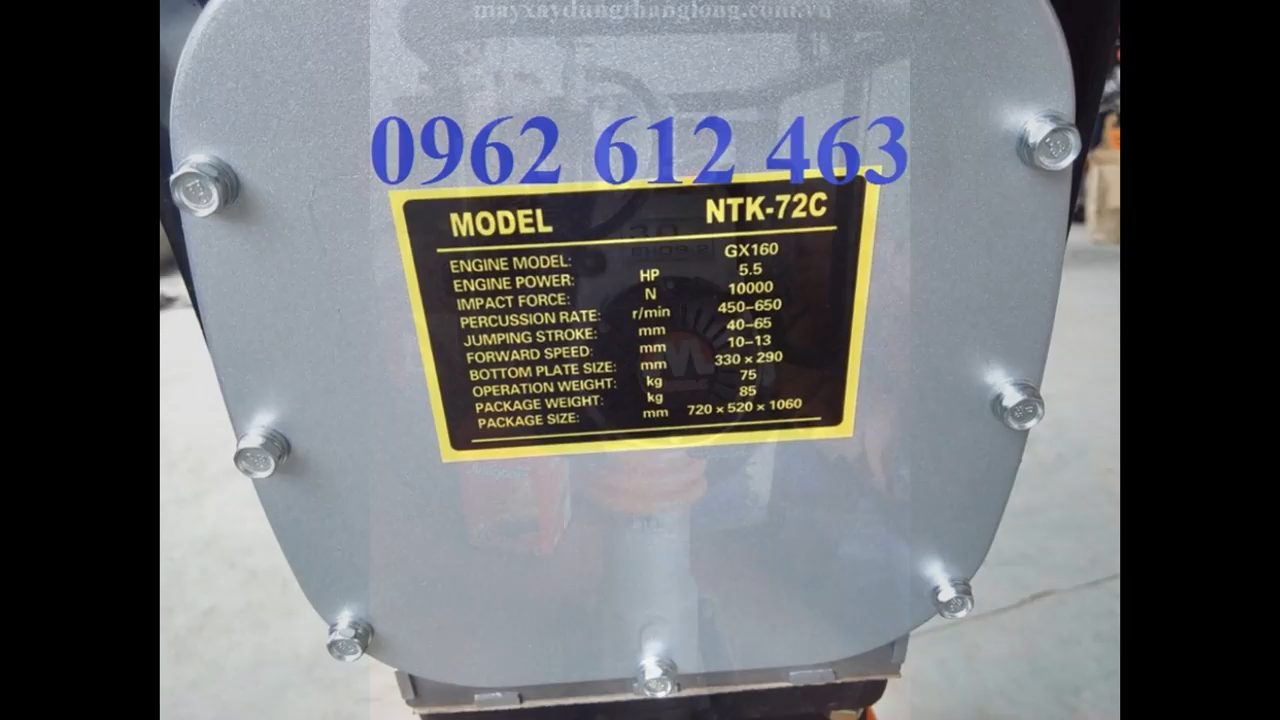 mayxaydungthanglong.com.vn
0962 612 463
MODEL NTK-72C
ENGINE MODEL: GX160
ENGINE POWER: HP 5.5
IMPACT FORCE: N 10000
PERCUSSION RATE: r/min 450-650
JUMPING STROKE: mm 40-65
FORWARD SPEED: mm 10-13
BOTTOM PLATE SIZE: mm 330 × 290
OPERATION WEIGHT: kg 75
PACKAGE WEIGHT: kg 85
PACKAGE SIZE: mm 720 × 520 × 1060